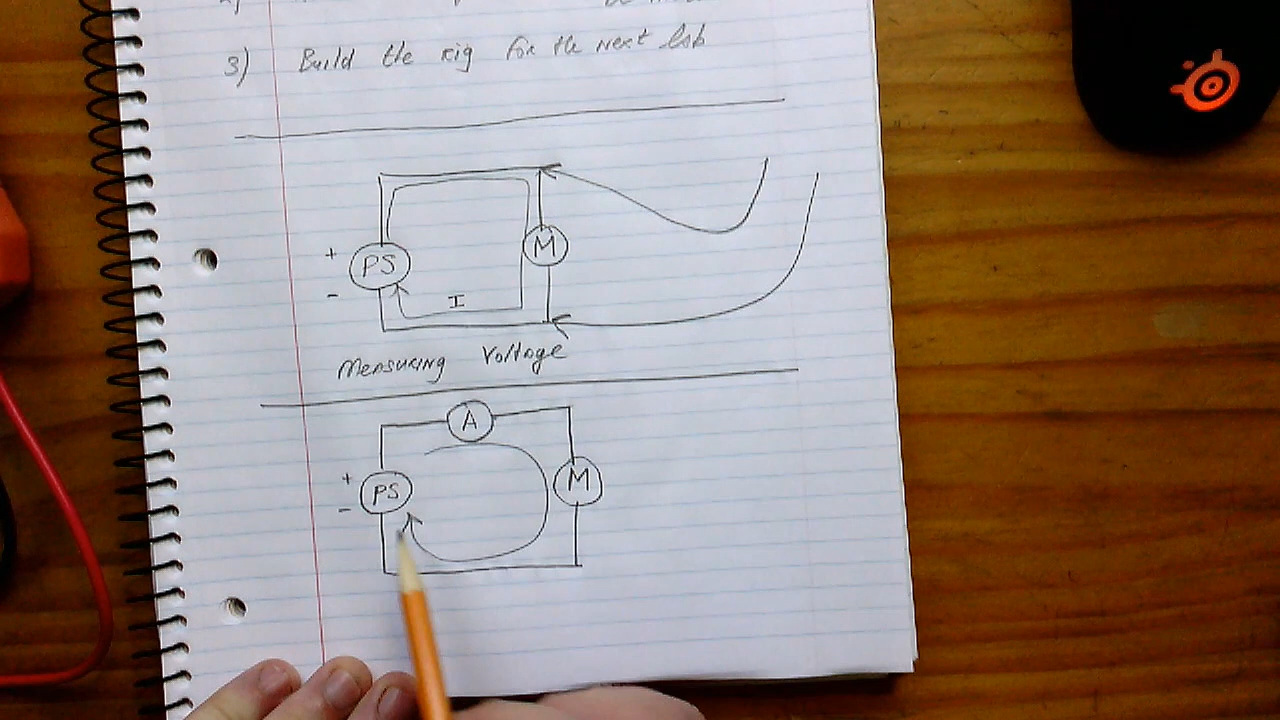 3) Build the rig for the next lab
+
PS
M
-
I
Measuring Voltage
A
+
PS
M
-